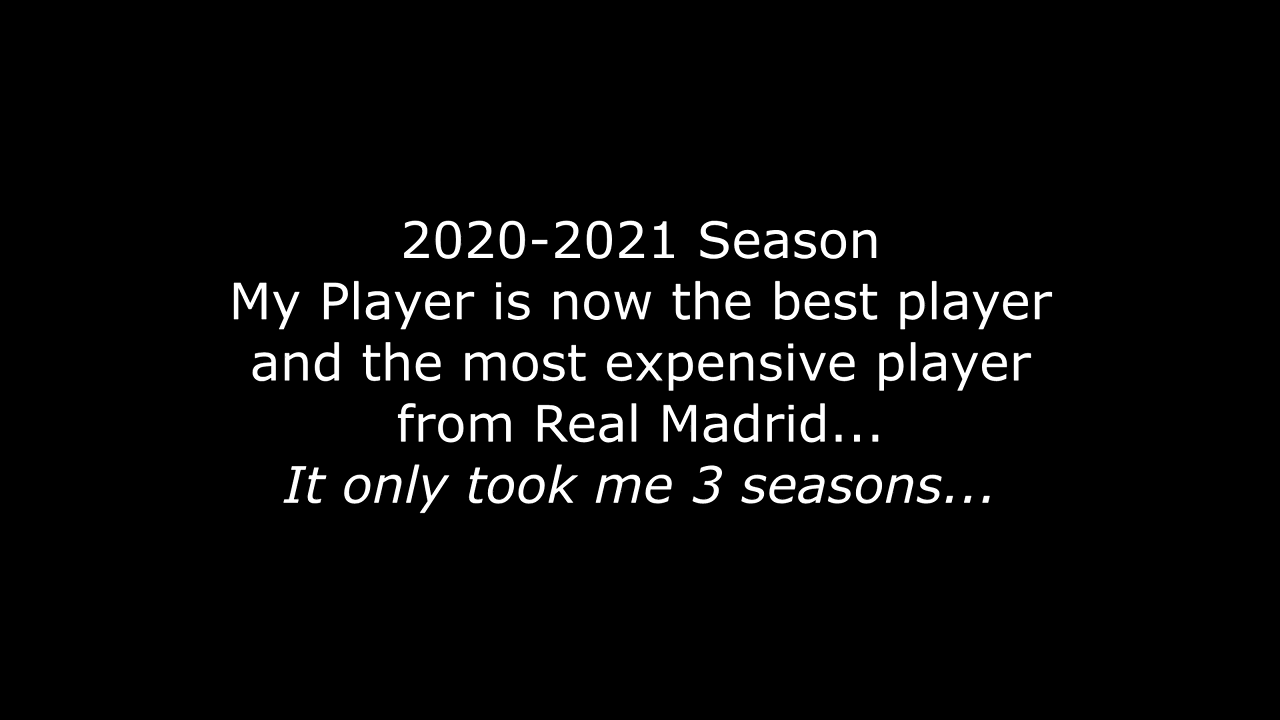 2020-2021 Season
My Player is now the best player
and the most expensive player
from Real Madrid...
It only took me 3 seasons...